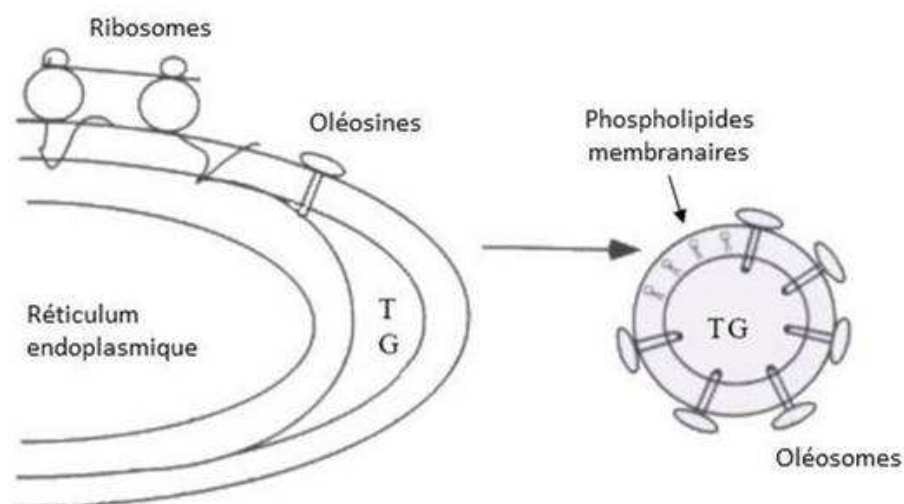 Ribosomes
Oléosines
Phospholipides
membranaires
Réticulum
endoplasmique
T
G
TG
Oléosomes